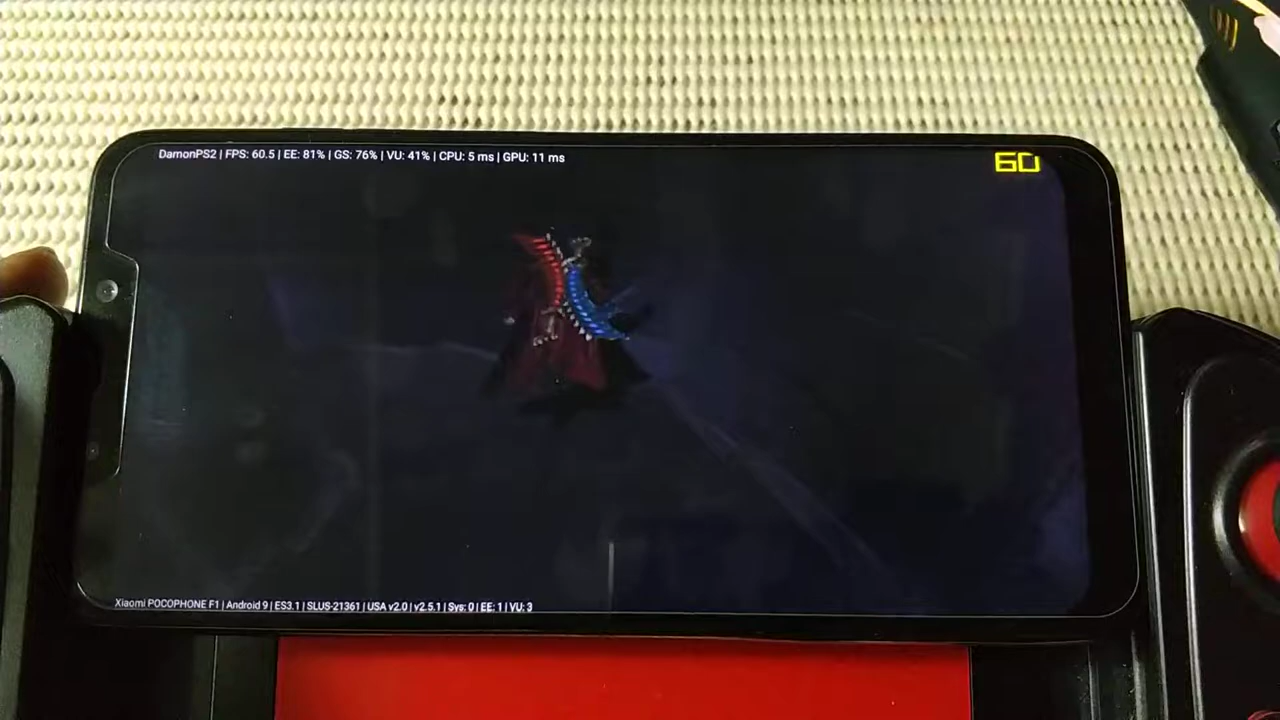 DamonPS2 | FPS: 60.5 | EE: 81% | GS: 76% | VU: 41% | CPU: 5 ms | GPU: 11 ms
60
Xiaomi POCOPHONE F1 | Android 9 | ES3.1 | SLUS-21361 | USA v2.0 | v2.5.1 | Sys: 0 | EE: 1 | VU: 3